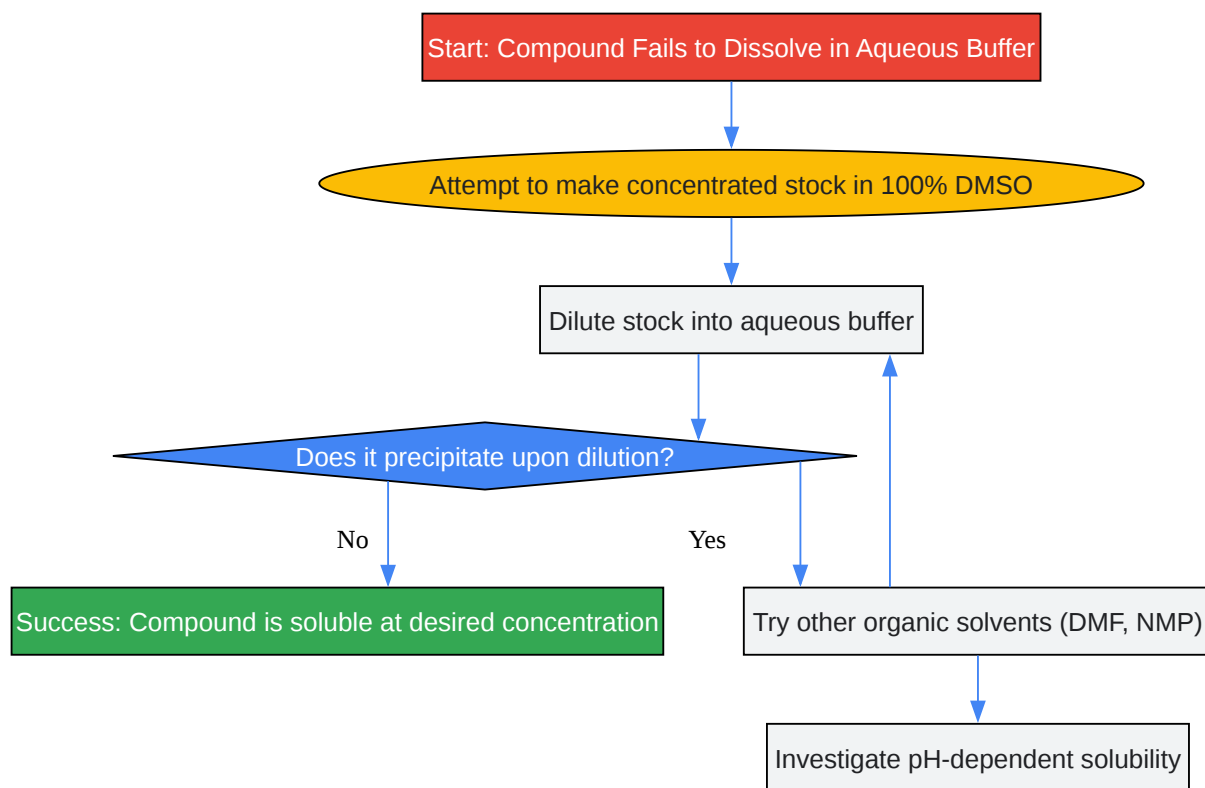 Start: Compound Fails to Dissolve in Aqueous Buffer
Attempt to make concentrated stock in 100% DMSO
Dilute stock into aqueous buffer
Does it precipitate upon dilution?
No
Yes
Success: Compound is soluble at desired concentration
Try other organic solvents (DMF, NMP)
Investigate pH-dependent solubility